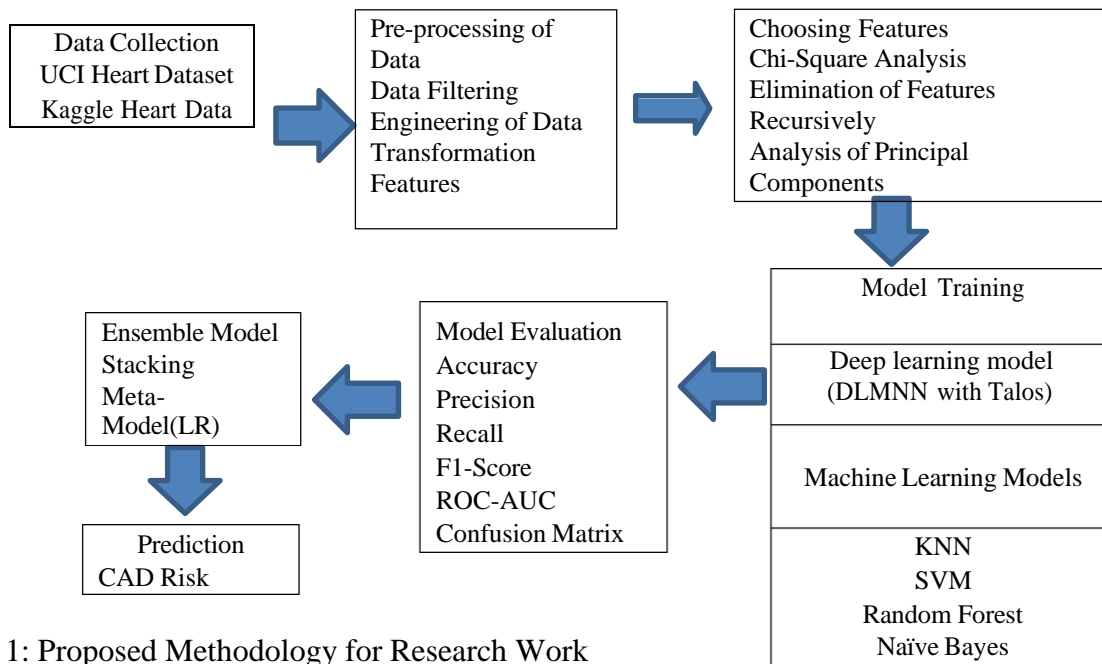 Data Collection
UCI Heart Dataset
Kaggle Heart Data
Pre-processing of
Data
Data Filtering
Engineering of Data
Transformation
Features
Choosing Features
Chi-Square Analysis
Elimination of Features
Recursively
Analysis of Principal
Components
Model Training
Deep learning model
(DLMNN with Talos)
Machine Learning Models
KNN
SVM
Random Forest
Naïve Bayes
Model Evaluation
Accuracy
Precision
Recall
F1-Score
ROC-AUC
Confusion Matrix
Ensemble Model
Stacking
Meta-
Model(LR)
Prediction
CAD Risk
1: Proposed Methodology for Research Work